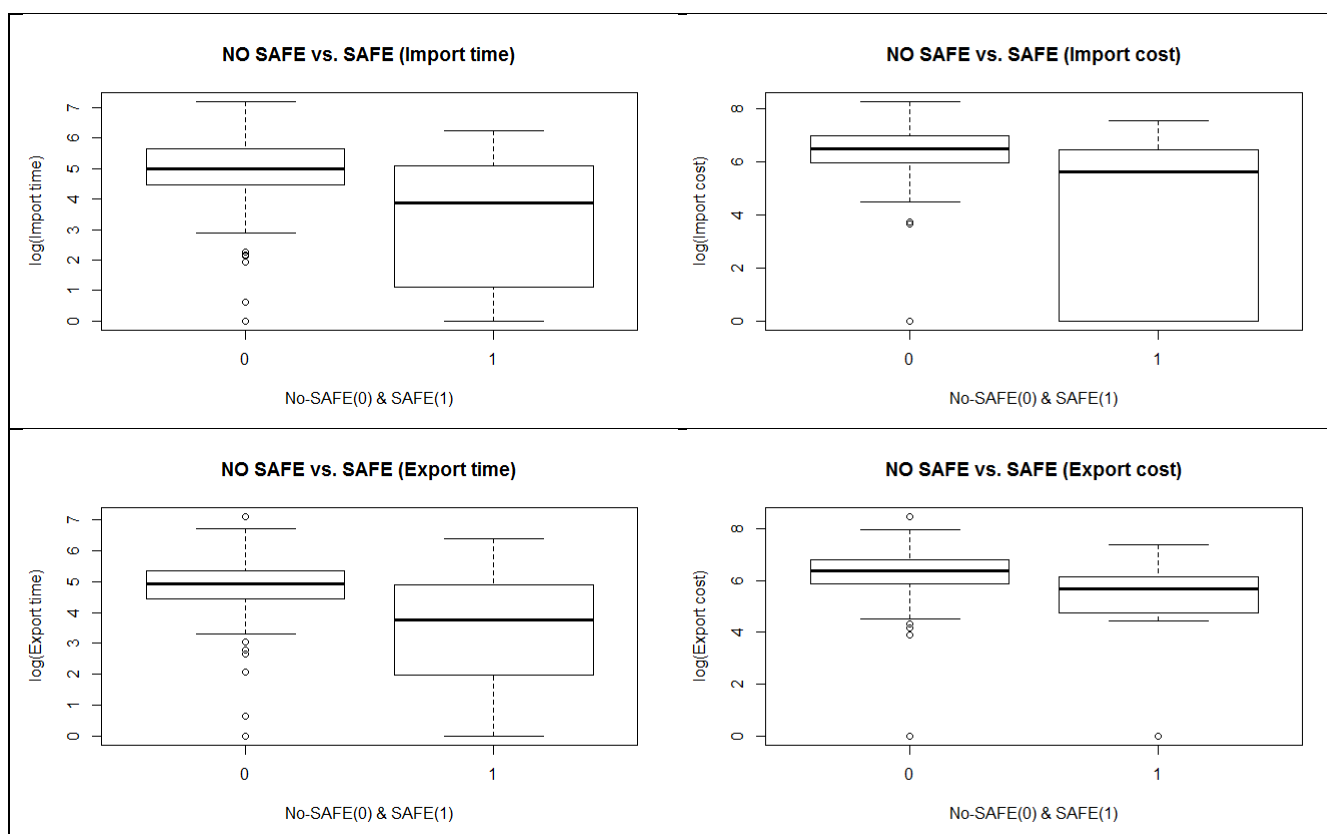 NO SAFE vs. SAFE (Import time)
log(Import time)
7
6
5
4
3
2
1
0
0 1
No-SAFE(0) & SAFE(1)
NO SAFE vs. SAFE (Import cost)
log(Import cost)
8
6
4
2
0
0 1
No-SAFE(0) & SAFE(1)
NO SAFE vs. SAFE (Export time)
log(Export time)
7
6
5
4
3
2
1
0
0 1
No-SAFE(0) & SAFE(1)
NO SAFE vs. SAFE (Export cost)
log(Export cost)
8
6
4
2
0
0 1
No-SAFE(0) & SAFE(1)